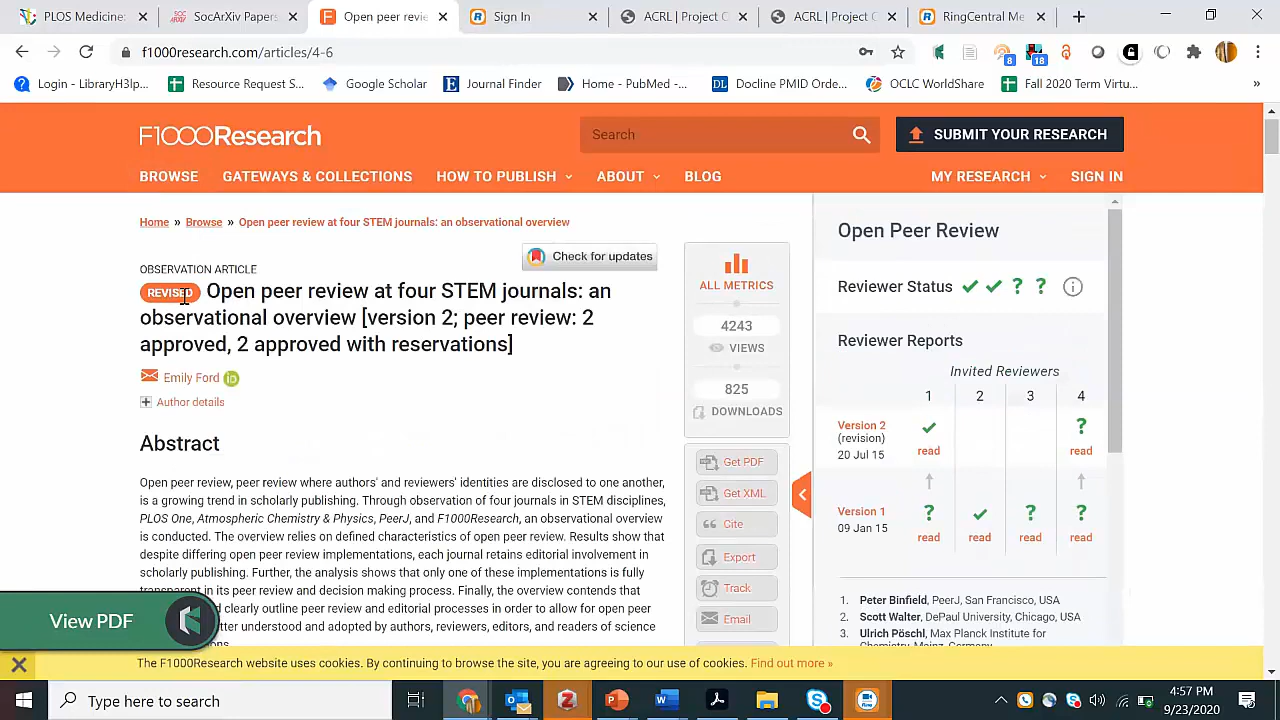 PLOS Medicine:
SocArXiv Papers
Open peer revie
Sign In
ACRL | Project C
ACRL | Project C
RingCentral Me
f1000research.com/articles/4-6
8
18
Login - LibraryH3lp...
Resource Request S...
Google Scholar
Journal Finder
Home - PubMed -...
Docline PMID Orde...
OCLC WorldShare
Fall 2020 Term Virtu...
F1000Research
Search
SUBMIT YOUR RESEARCH
BROWSE
GATEWAYS & COLLECTIONS
HOW TO PUBLISH
ABOUT
BLOG
MY RESEARCH
SIGN IN
Home » Browse » Open peer review at four STEM journals: an observational overview
Check for updates
OBSERVATION ARTICLE
REVISED Open peer review at four STEM journals: an
observational overview [version 2; peer review: 2
approved, 2 approved with reservations]
Emily Ford
Author details
Abstract
Open peer review, peer review where authors' and reviewers' identities are disclosed to one another,
is a growing trend in scholarly publishing. Through observation of four journals in STEM disciplines,
PLOS One, Atmospheric Chemistry & Physics, PeerJ, and F1000Research, an observational overview
is conducted. The overview relies on defined characteristics of open peer review. Results show that
despite differing open peer review implementations, each journal retains editorial involvement in
scholarly publishing. Further, the analysis shows that only one of these implementations is fully
transparent in its peer review and decision making process. Finally, the overview contends that
clearly outline peer review and editorial processes in order to allow for open peer
understood and adopted by authors, reviewers, editors, and readers of science
View PDF
ALL METRICS
4243
VIEWS
825
DOWNLOADS
Get PDF
Get XML
Cite
Export
Track
Email
Open Peer Review
Reviewer Status ✓ ✓ ? ?
Reviewer Reports
Invited Reviewers
1 2 3 4
Version 2
(revision)
20 Jul 15
✓ ?
read read
Version 1
09 Jan 15
? ✓ ? ?
read read read read
1. Peter Binfield, PeerJ, San Francisco, USA
2. Scott Walter, DePaul University, Chicago, USA
3. Ulrich Pöschl, Max Planck Institute for
The F1000Research website uses cookies. By continuing to browse the site, you are agreeing to our use of cookies. Find out more »
Type here to search
4:57 PM
9/23/2020